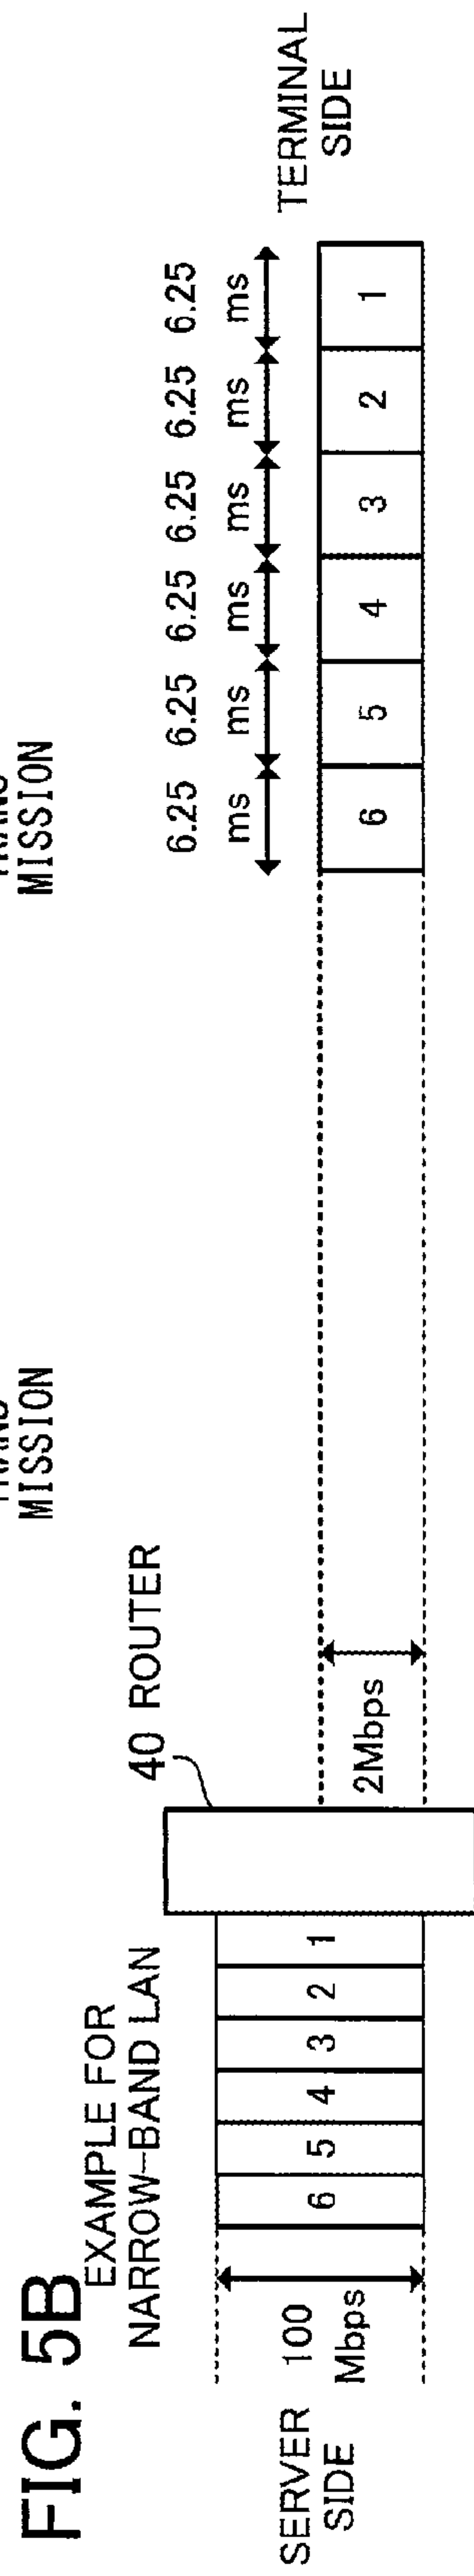 MISSION
MISSION
FIG. 5B
EXAMPLE FOR
NARROW-BAND LAN
40 ROUTER
SERVER
SIDE
100
Mbps
6 5 4 3 2 1
2Mbps
6.25 6.25 6.25 6.25 6.25 6.25
ms ms ms ms ms ms
6 5 4 3 2 1
TERMINAL
SIDE